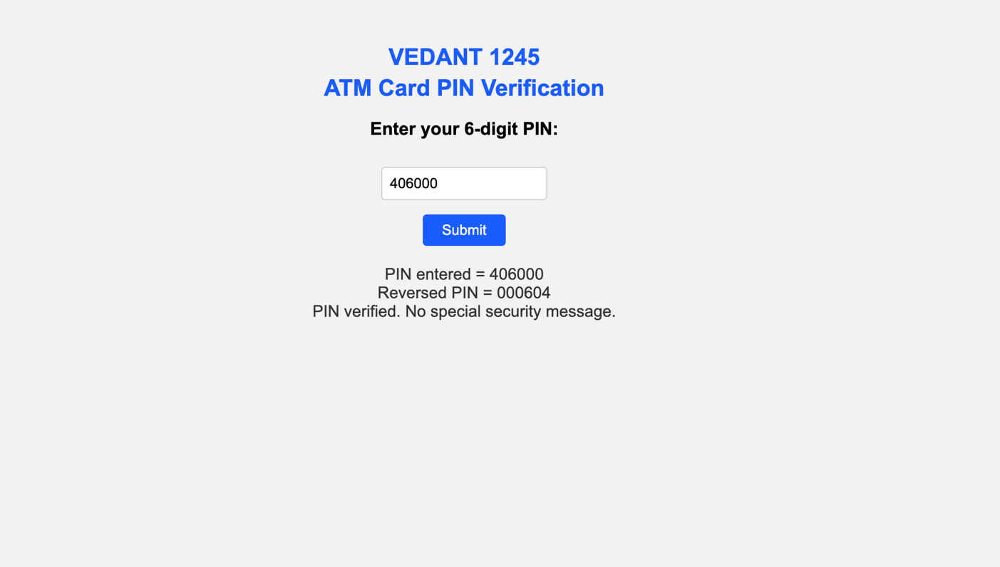 VEDANT 1245
ATM Card PIN Verification
Enter your 6-digit PIN:
406000
Submit
PIN entered = 406000
Reversed PIN = 000604
PIN verified. No special security message.